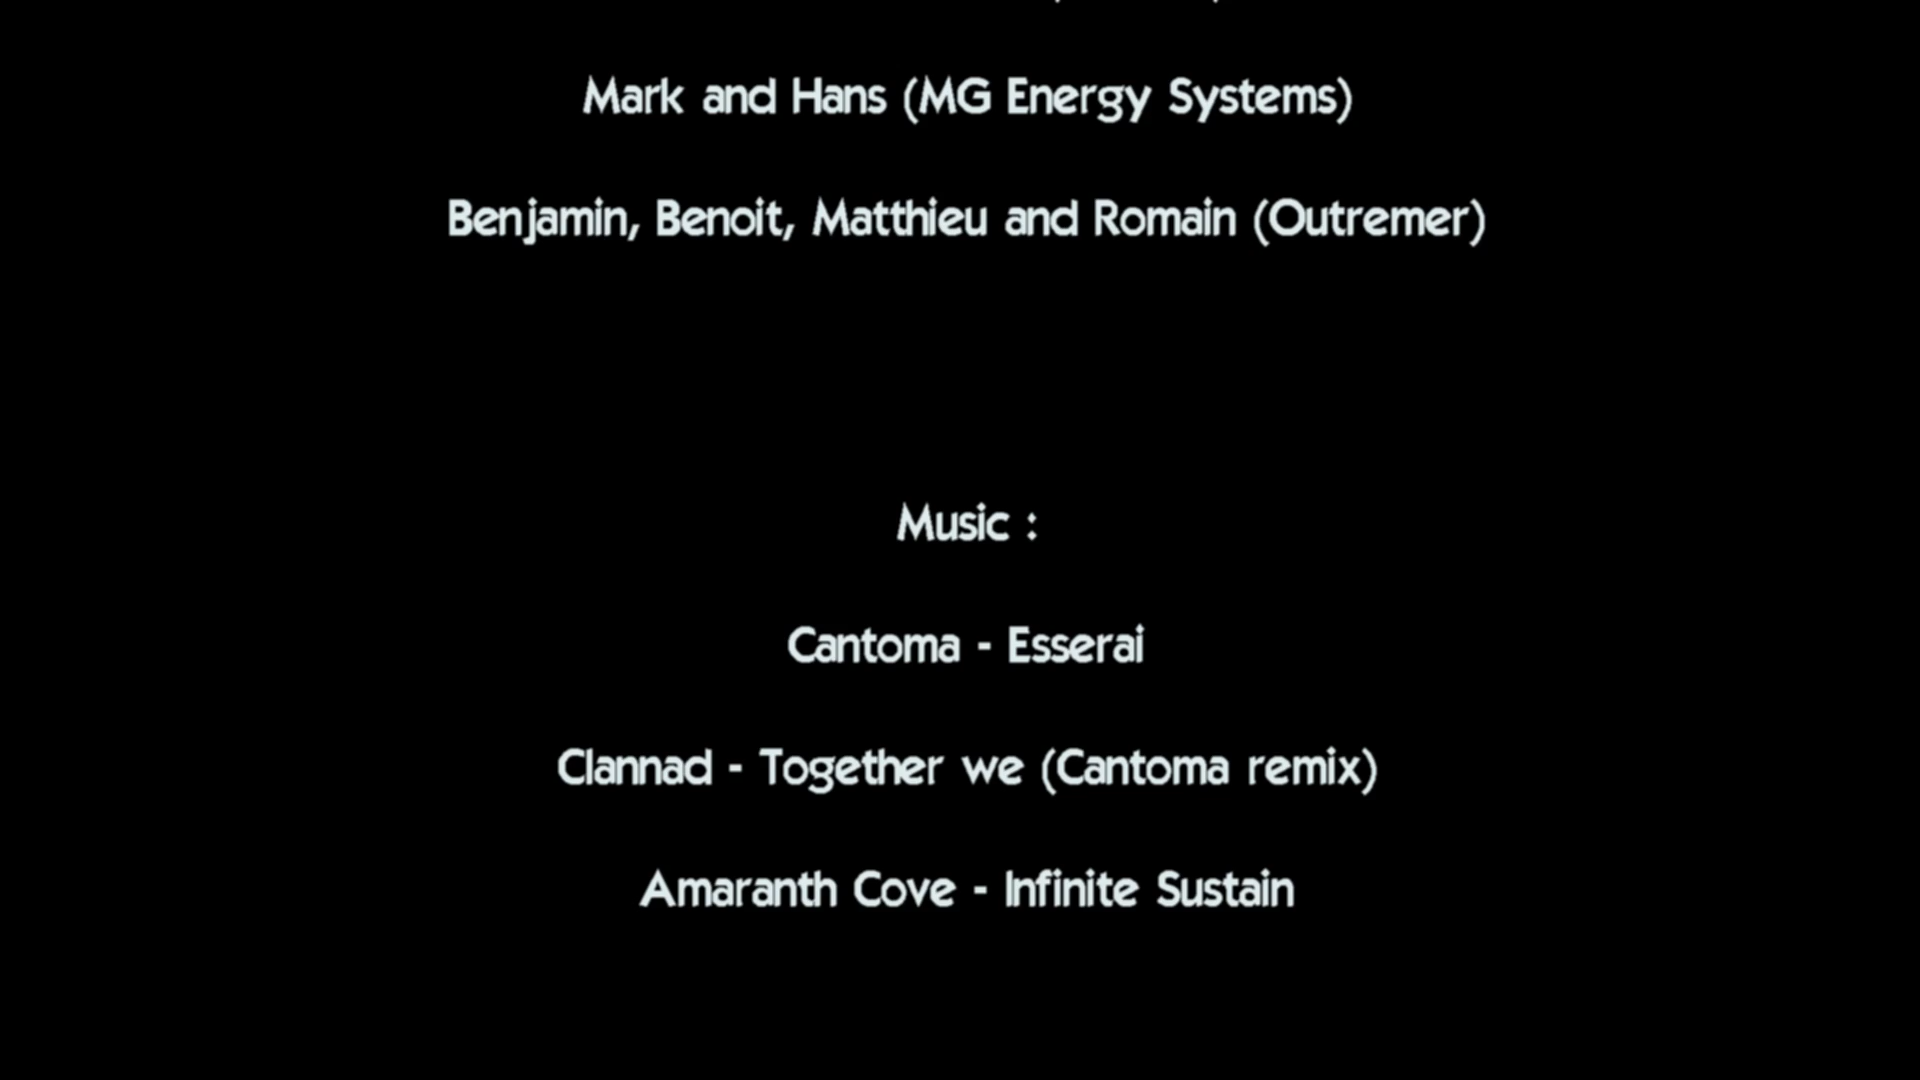 Mark and Hans (MG Energy Systems)
Benjamin, Benoit, Matthieu and Romain (Outremer)
Music :
Cantoma - Esserai
Clannad - Together we (Cantoma remix)
Amaranth Cove - Infinite Sustain